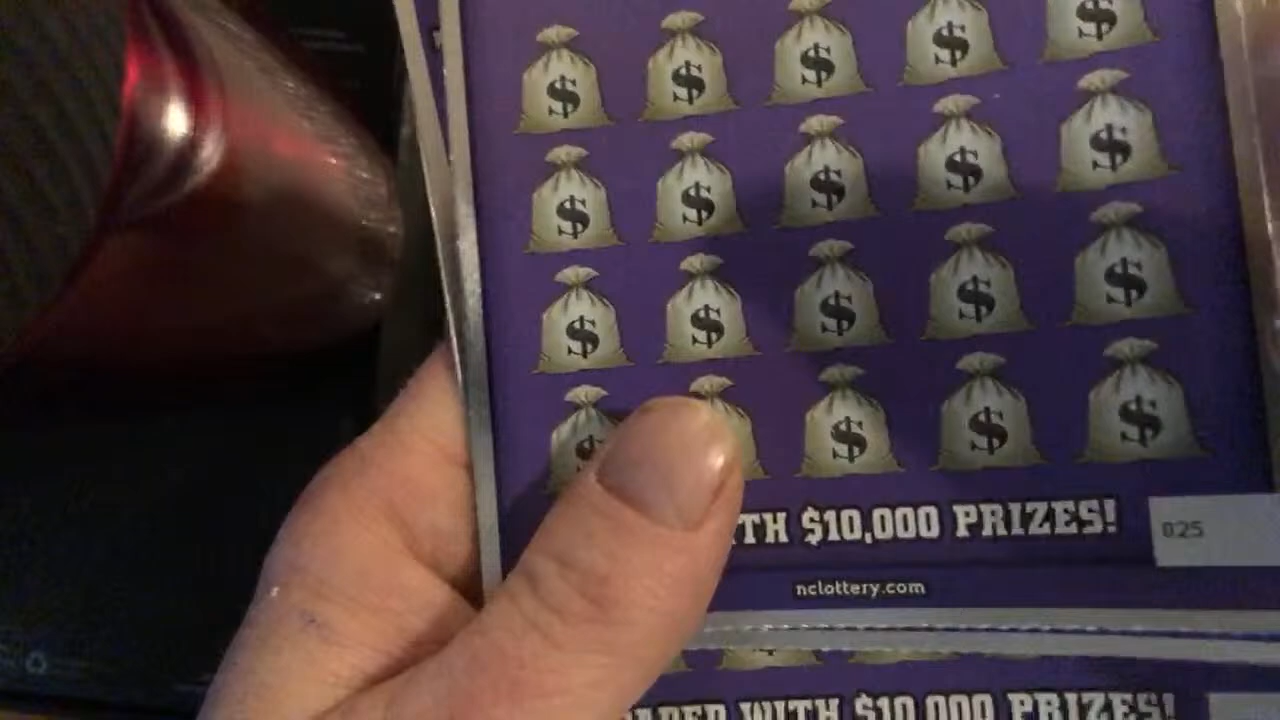 $ $ $ $ $
$ $ $ $ $
$ $ $ $ $
$ $ $ $
TH $10,000 PRIZES!
025
nclottery.com
WITH $10,000 PRIZES!